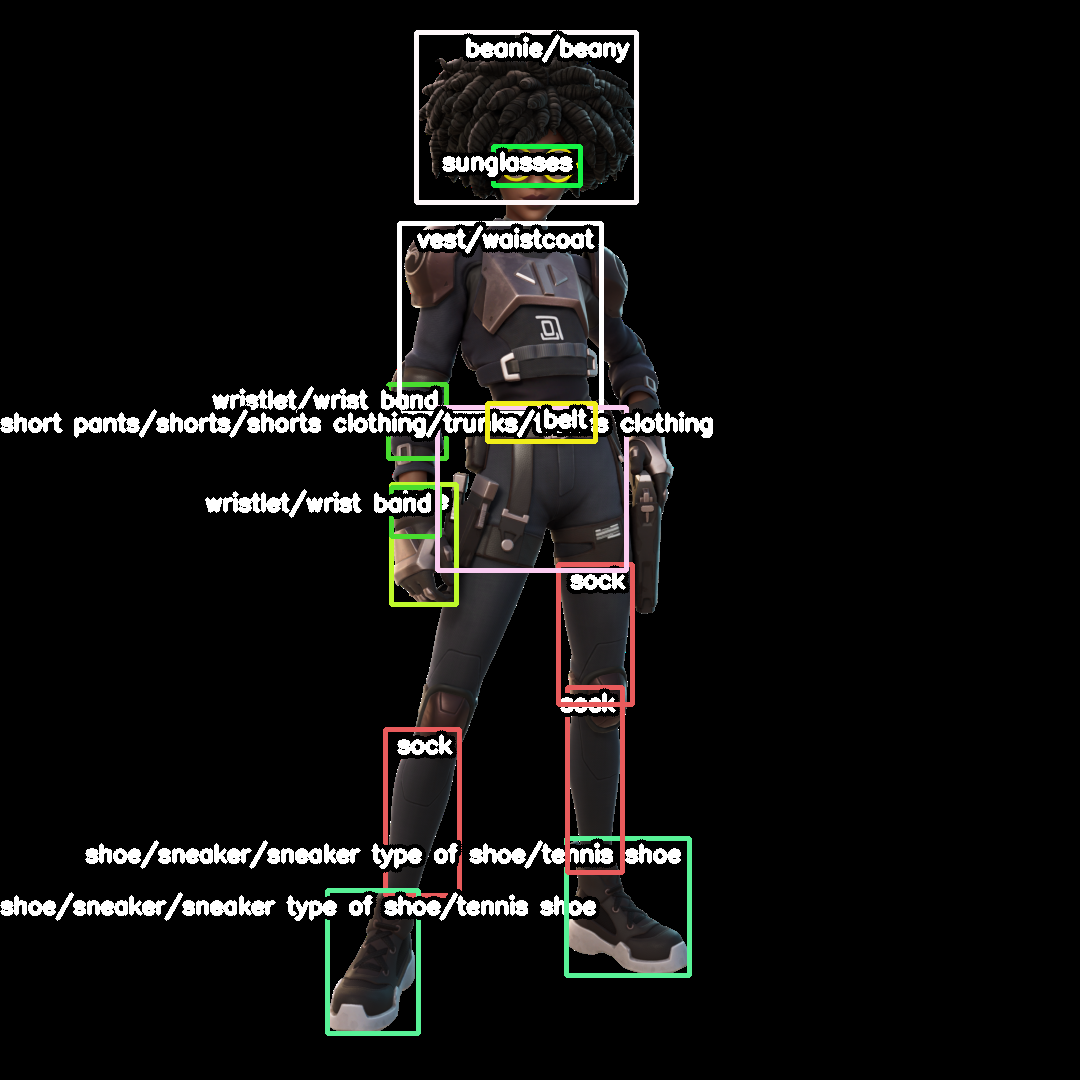 beanie/beany
sunglasses
vest/waistcoat
wristlet/wrist band
short pants/shorts/shorts clothing/trunks/ clothing
belt
wristlet/wrist band
sock
sock
sock
shoe/sneaker/sneaker type of shoe/tennis shoe
shoe/sneaker/sneaker type of shoe/tennis shoe